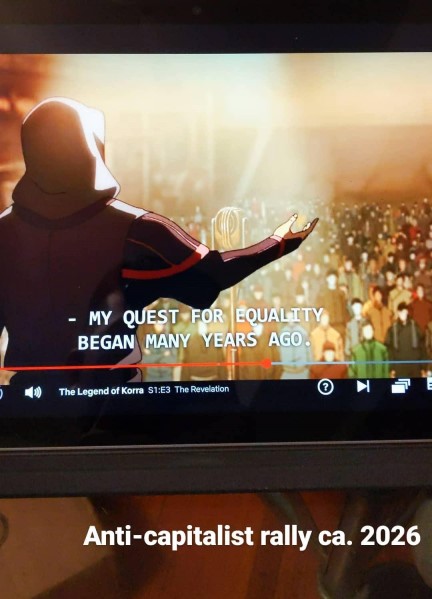 - MY QUEST FOR EQUALITY
BEGAN MANY YEARS AGO.
The Legend of Korra S1:E3 The Revelation
?
Anti-capitalist rally ca. 2026